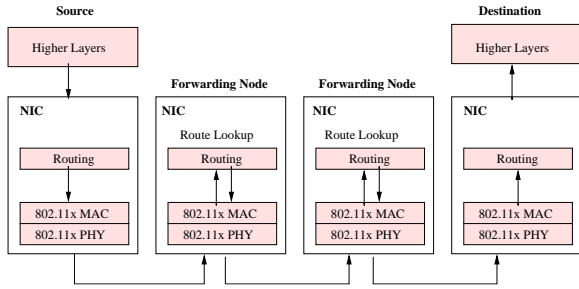 Source
Destination
Higher Layers
Higher Layers
Forwarding Node
Forwarding Node
NIC
NIC
NIC
NIC
Route Lookup
Route Lookup
Routing
Routing
Routing
Routing
802.11x MAC
802.11x MAC
802.11x MAC
802.11x MAC
802.11x PHY
802.11x PHY
802.11x PHY
802.11x PHY